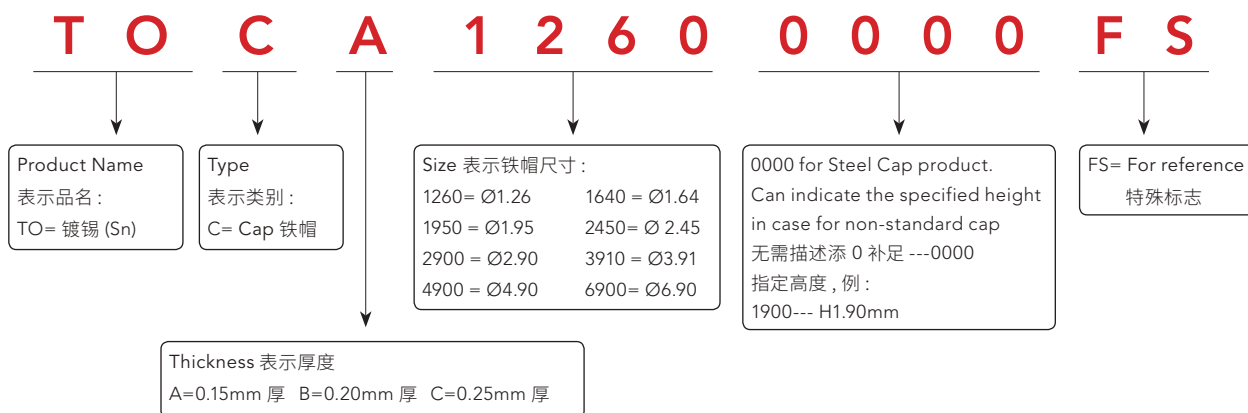 T O C A 1 2 6 0 0 0 0 0 F S
Product Name
表示品名 :
TO= 镀锡 (Sn)
Type
表示类别 :
C= Cap 铁帽
Size 表示铁帽尺寸 :
1260= Ø1.26 1640 = Ø1.64
1950 = Ø1.95 2450= Ø 2.45
2900 = Ø2.90 3910 = Ø3.91
4900 = Ø4.90 6900= Ø6.90
0000 for Steel Cap product.
Can indicate the specified height
in case for non-standard cap
无需描述添 0 补足 ---0000
指定高度 , 例 :
1900--- H1.90mm
FS= For reference
特殊标志
Thickness 表示厚度
A=0.15mm 厚 B=0.20mm 厚 C=0.25mm 厚